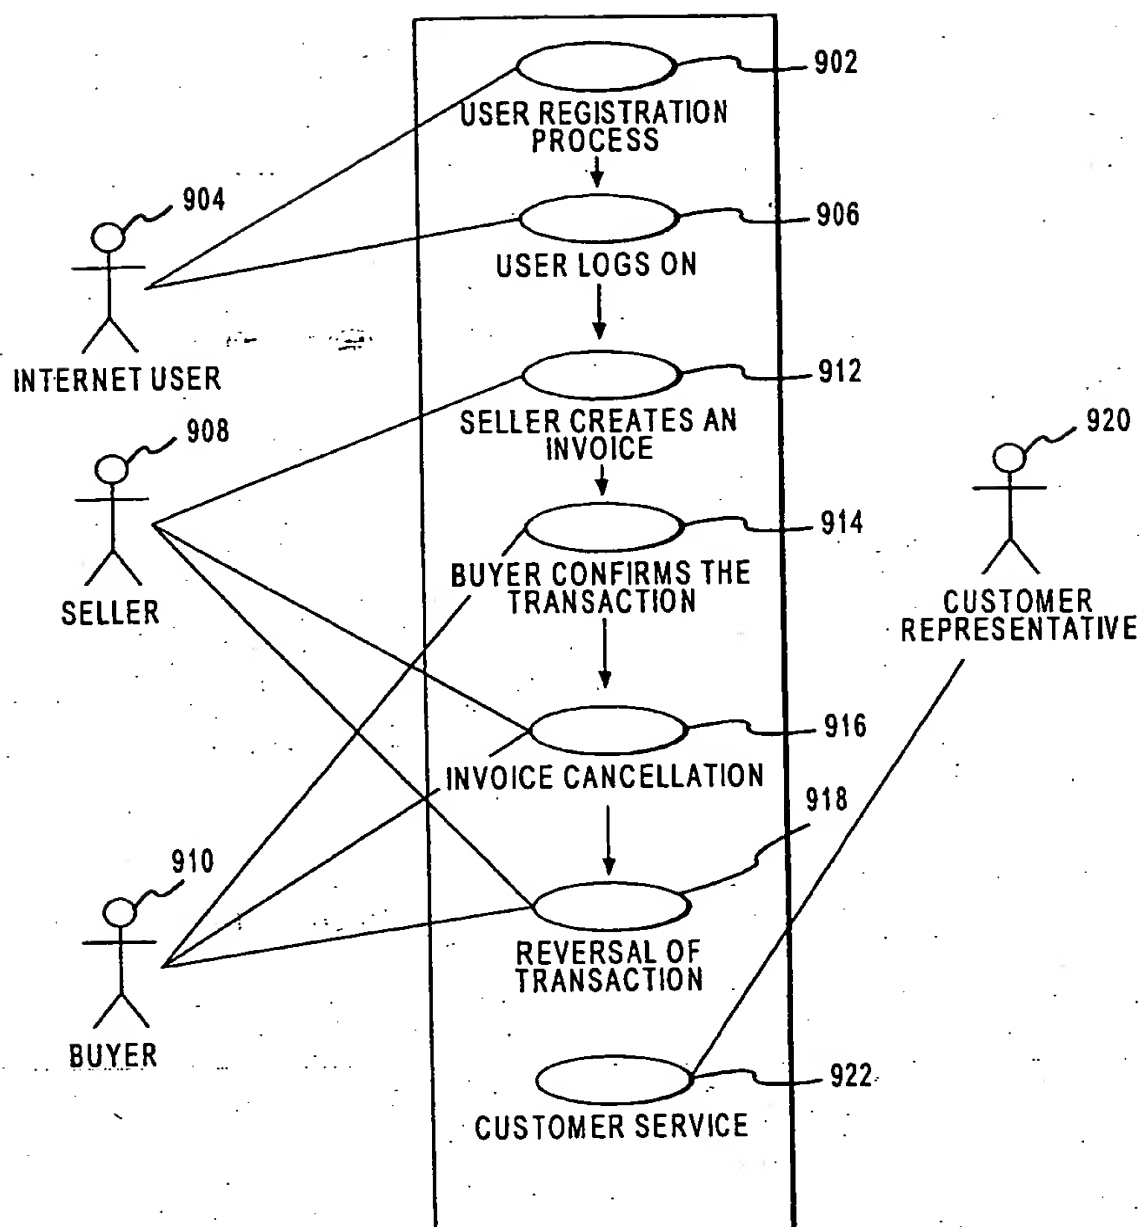 902
USER REGISTRATION
PROCESS
904
906
USER LOGS ON
INTERNET USER
912
SELLER CREATES AN
INVOICE
908
920
914
BUYER CONFIRMS THE
TRANSACTION
SELLER
CUSTOMER
REPRESENTATIVE
916
INVOICE CANCELLATION
918
910
REVERSAL OF
TRANSACTION
BUYER
922
CUSTOMER SERVICE